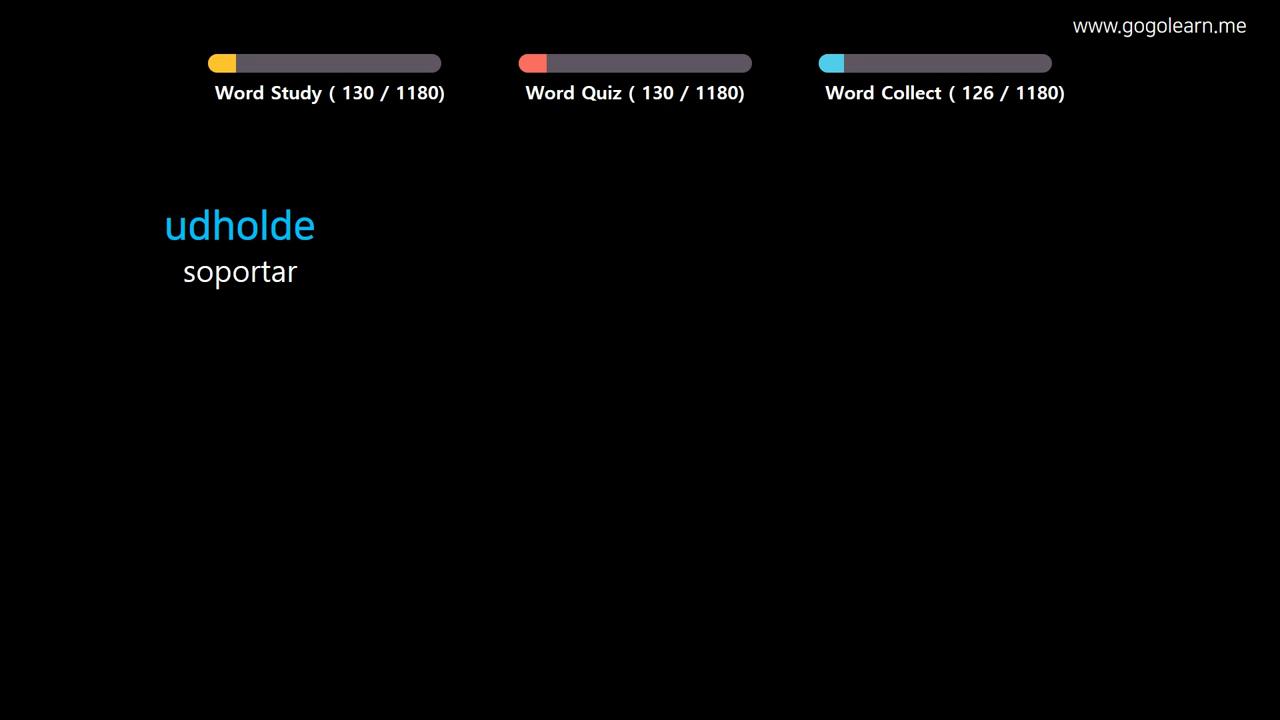 www.gogolearn.me
Word Study ( 130 / 1180)
Word Quiz ( 130 / 1180)
Word Collect ( 126 / 1180)
udholde
soportar